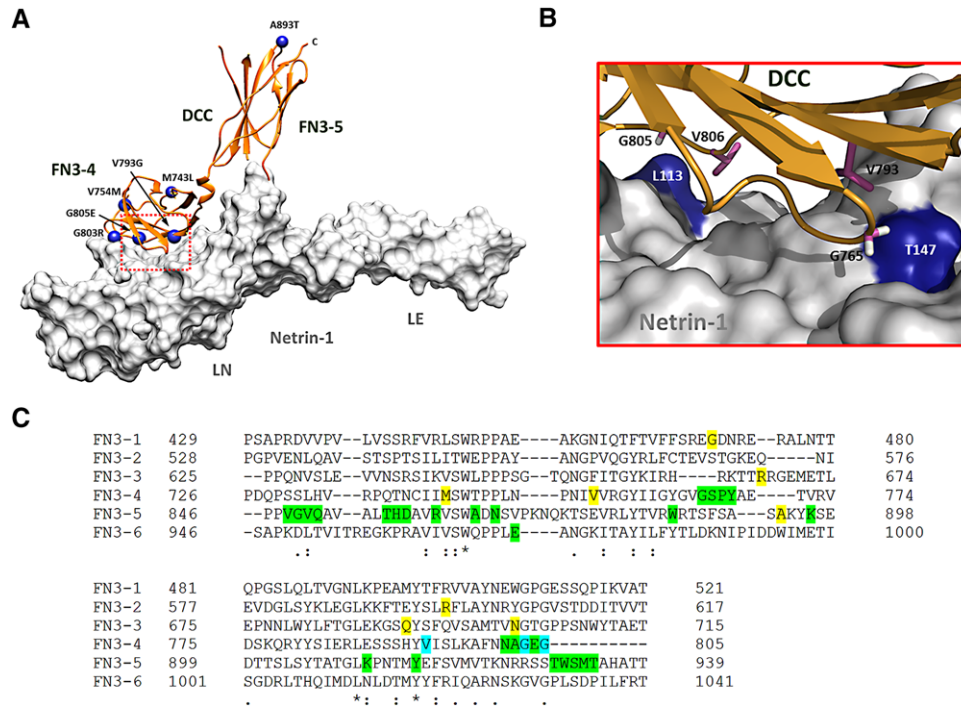 A
A893T
C
DCC
FN3-5
FN3-4
V793G
M743L
V754M
G805E
G803R
LE
Netrin-1
LN
B
DCC
G805
V806
V793
L113
G765
T147
Netrin-1
C
FN3-1 429 PSAPRDVVPV--LVSSRFVRLSWRPPAE----AKGNIQTFTVFFSREGDNRE--RALNTT 480
FN3-2 528 PGPVENLQAV--STSPTSILITWEPPAY----ANGPVQGYRLFCTEVSTGKEQ-----NI 576
FN3-3 625 --PPQNVSLE--VVNSRSIKVSWLPPPSG--TQNGFITGYKIRH----RKTTRRGEMETL 674
FN3-4 726 PDQPSSLHV---RPQTNCIIMSWTPPLN----PNIVVRGYIIGYGVGSPYAE----TVRV 774
FN3-5 846 --PPVGVQAV--ALTHDAVRVSWADNSVPKNQKTSEVRLYTVRWRTSFSA---SAKYKSE 898
FN3-6 946 -SAPKDLTVITREGKPRAVIVSWQPPLE----ANGKITAYILFYTLDKNIPIDDWIMETI 1000
.: : ::* . : : :
FN3-1 481 QPGSLQLTVGNLKPEAMYTFRVVAYNEWGPGESSQPIKVAT 521
FN3-2 577 EVDGLSYKLEGLKKFTEYSLRFLAYNRYGPGVSTDDITVVT 617
FN3-3 675 EPNNLWYLFTGLEKGSQYSFQVSAMTVNGTGPPSNWYTAET 715
FN3-4 775 DSKQRYYSIERLESSSHYVISLKAFNNAGEG---------- 805
FN3-5 899 DTTSLSYTATGLKPNTMYEFSVMVTKNRRSSTWSMTAHATT 939
FN3-6 1001 SGDRLTHQIMDLNLDTMYYFRIQARNSKGVGPLSDPILFRT 1041
. *: : * : . . . .